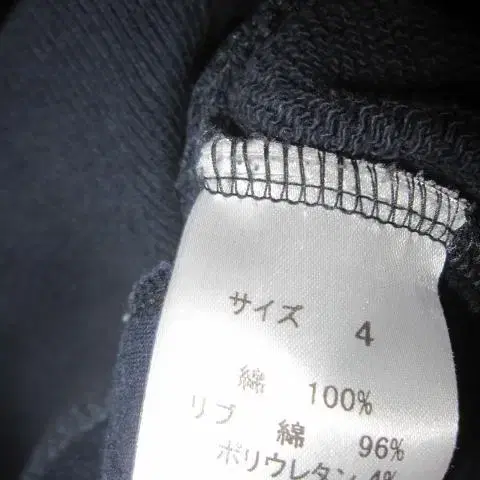 サイズ 4
綿 100%
リブ 綿 96%
ポリウレタン 4%